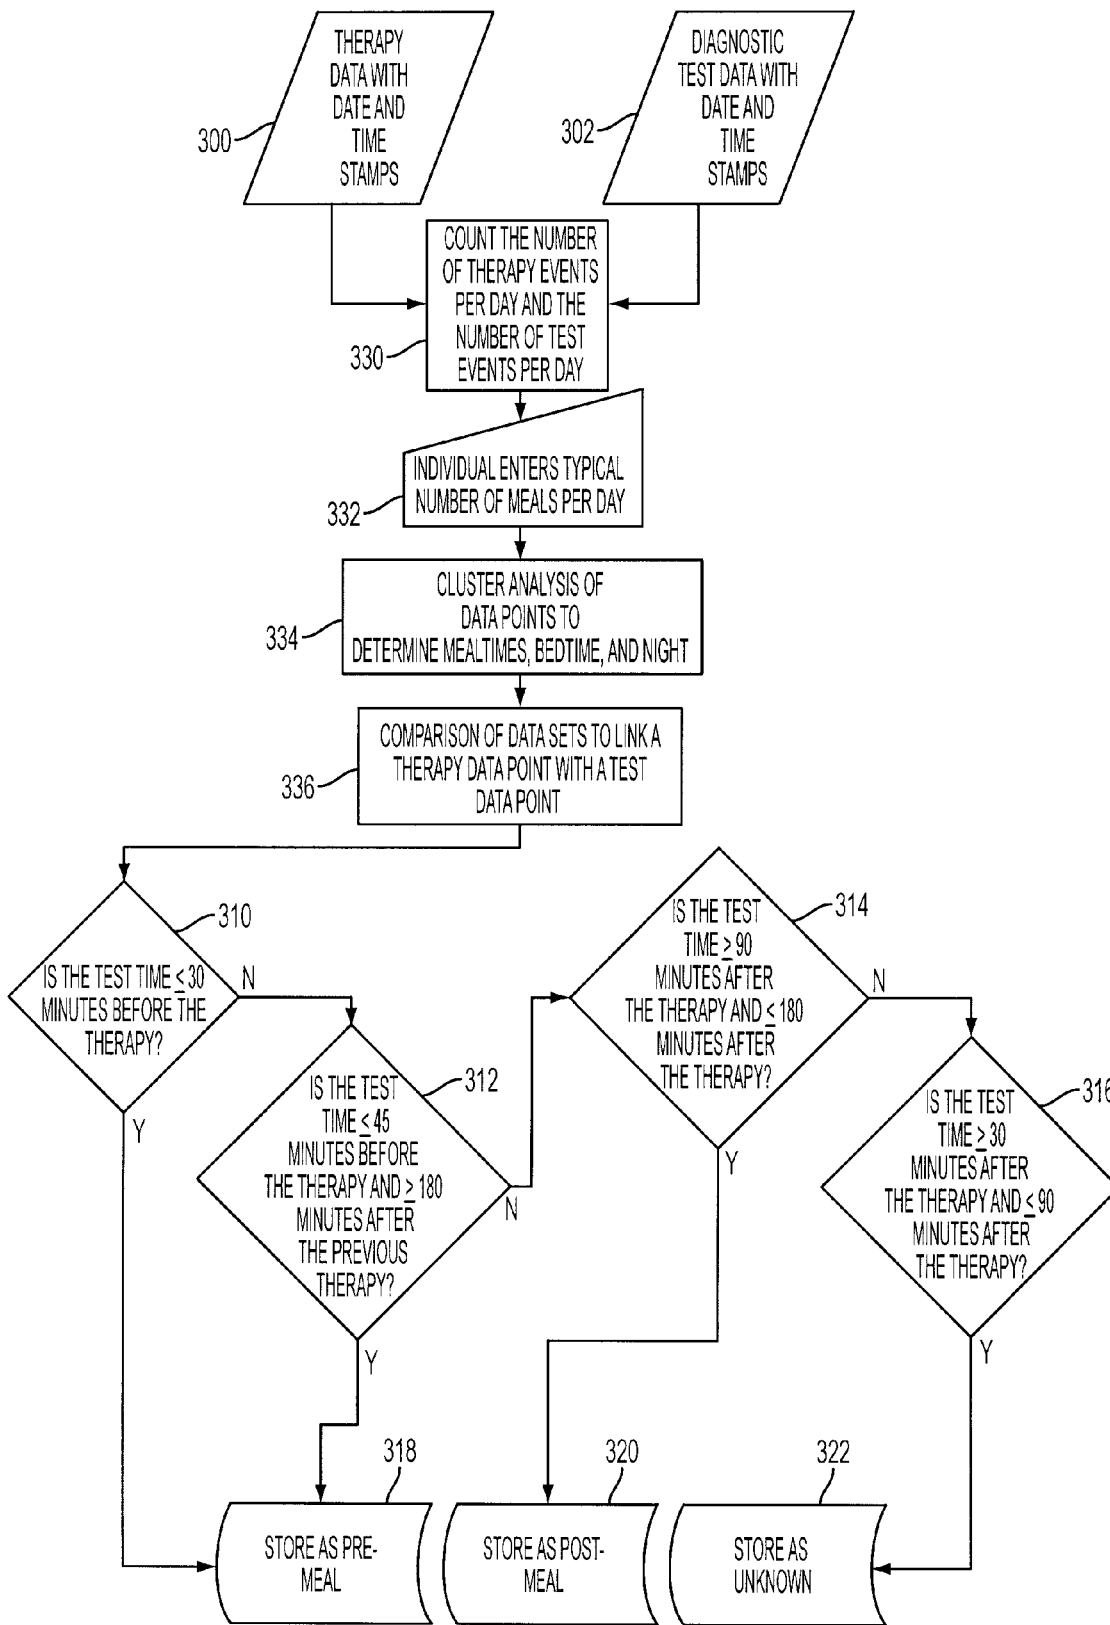 THERAPY
DATA WITH
DATE AND
TIME
STAMPS
300
DIAGNOSTIC
TEST DATA WITH
DATE AND
TIME
STAMPS
302
COUNT THE NUMBER
OF THERAPY EVENTS
PER DAY AND THE
NUMBER OF TEST
EVENTS PER DAY
330
INDIVIDUAL ENTERS TYPICAL
NUMBER OF MEALS PER DAY
332
CLUSTER ANALYSIS OF
DATA POINTS TO
DETERMINE MEALTIMES, BEDTIME, AND NIGHT
334
COMPARISON OF DATA SETS TO LINK A
THERAPY DATA POINT WITH A TEST
DATA POINT
336
310
IS THE TEST TIME ≤ 30
MINUTES BEFORE THE
THERAPY?
N
Y
312
IS THE TEST
TIME ≤ 45
MINUTES BEFORE
THE THERAPY AND ≥ 180
MINUTES AFTER
THE PREVIOUS
THERAPY?
N
Y
314
IS THE TEST
TIME ≥ 90
MINUTES AFTER
THE THERAPY AND ≤ 180
MINUTES AFTER
THE THERAPY?
N
Y
316
IS THE TEST
TIME ≥ 30
MINUTES AFTER
THE THERAPY AND ≤ 90
MINUTES AFTER
THE THERAPY?
Y
318
STORE AS PRE-
MEAL
320
STORE AS POST-
MEAL
322
STORE AS
UNKNOWN